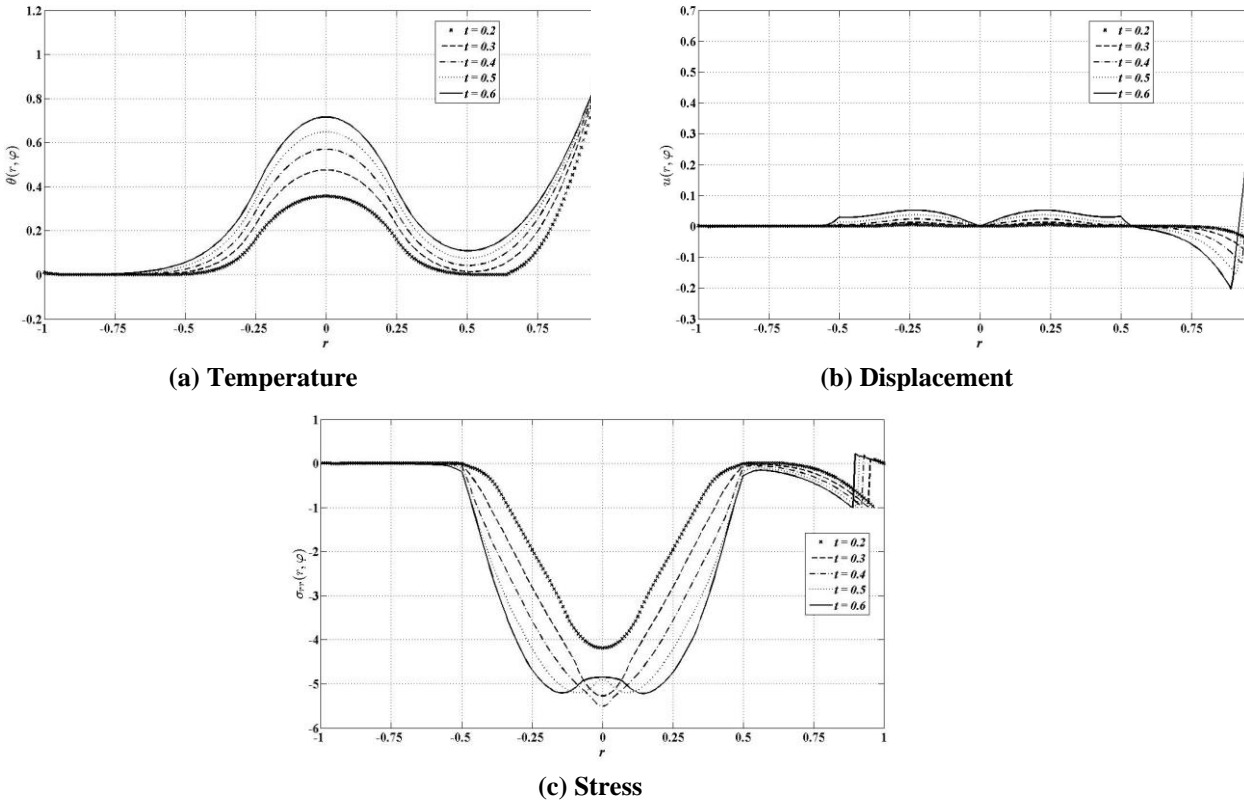 1.2
1
0.8
0.6
0.4
0.2
0
-0.2
θ(r, φ)
-1 -0.75 -0.5 -0.25 0 0.25 0.5 0.75
r
t = 0.2
t = 0.3
t = 0.4
t = 0.5
t = 0.6
(a) Temperature
0.7
0.6
0.5
0.4
0.3
0.2
0.1
0
-0.1
-0.2
-0.3
u(r, φ)
-1 -0.75 -0.5 -0.25 0 0.25 0.5 0.75
r
t = 0.2
t = 0.3
t = 0.4
t = 0.5
t = 0.6
(b) Displacement
1
0
-1
-2
-3
-4
-5
-6
σrr(r, φ)
-1 -0.75 -0.5 -0.25 0 0.25 0.5 0.75 1
r
t = 0.2
t = 0.3
t = 0.4
t = 0.5
t = 0.6
(c) Stress